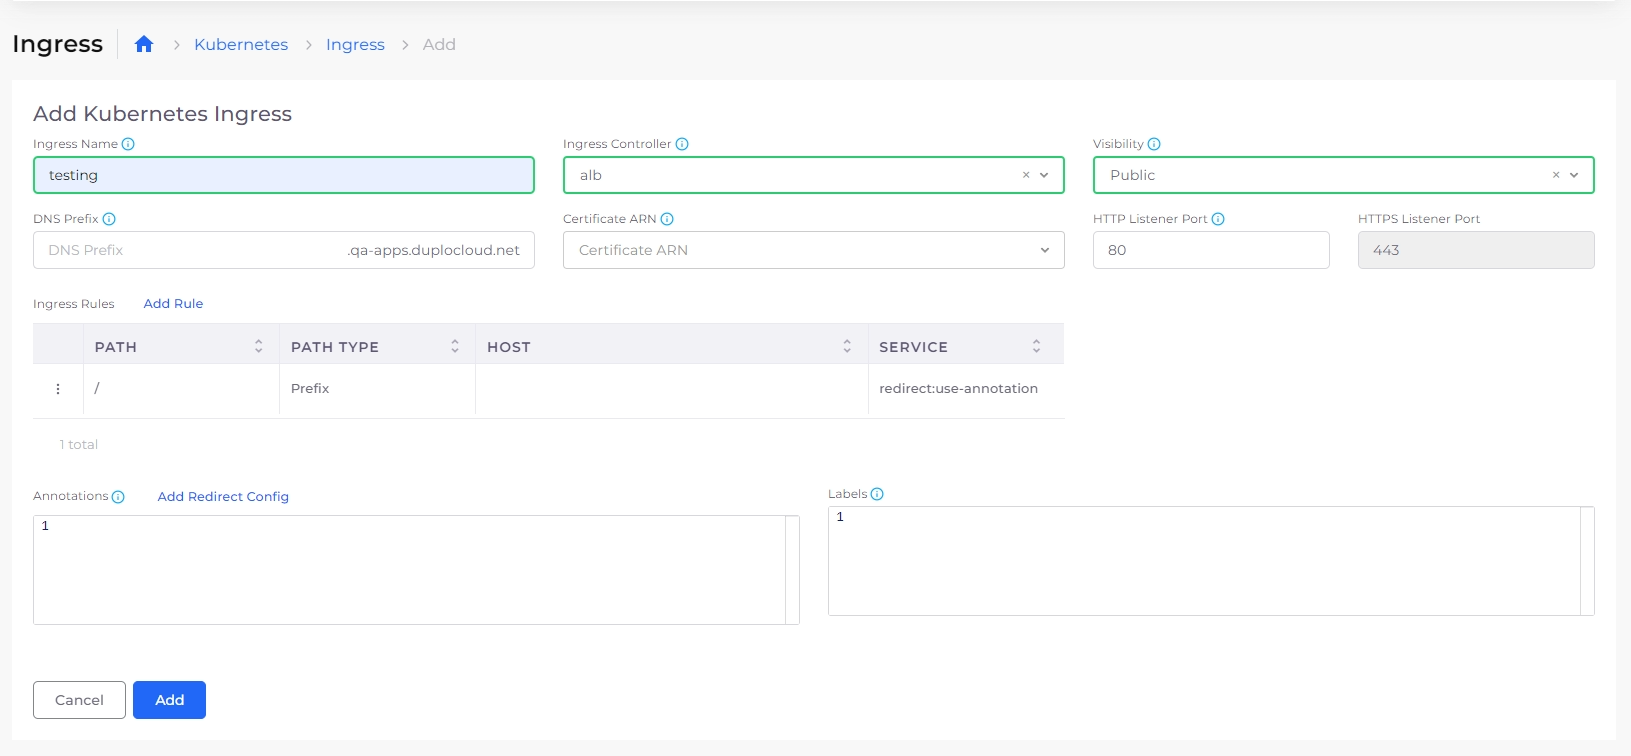 Ingress > Kubernetes > Ingress > Add
Add Kubernetes Ingress
Ingress Name Ingress Controller Visibility
testing alb × Public ×
DNS Prefix Certificate ARN HTTP Listener Port HTTPS Listener Port
DNS Prefix .qa-apps.duplocloud.net Certificate ARN 80 443
Ingress Rules Add Rule
PATH PATH TYPE HOST SERVICE
/ Prefix redirect:use-annotation
1 total
Annotations Add Redirect Config Labels
1 1
Cancel Add